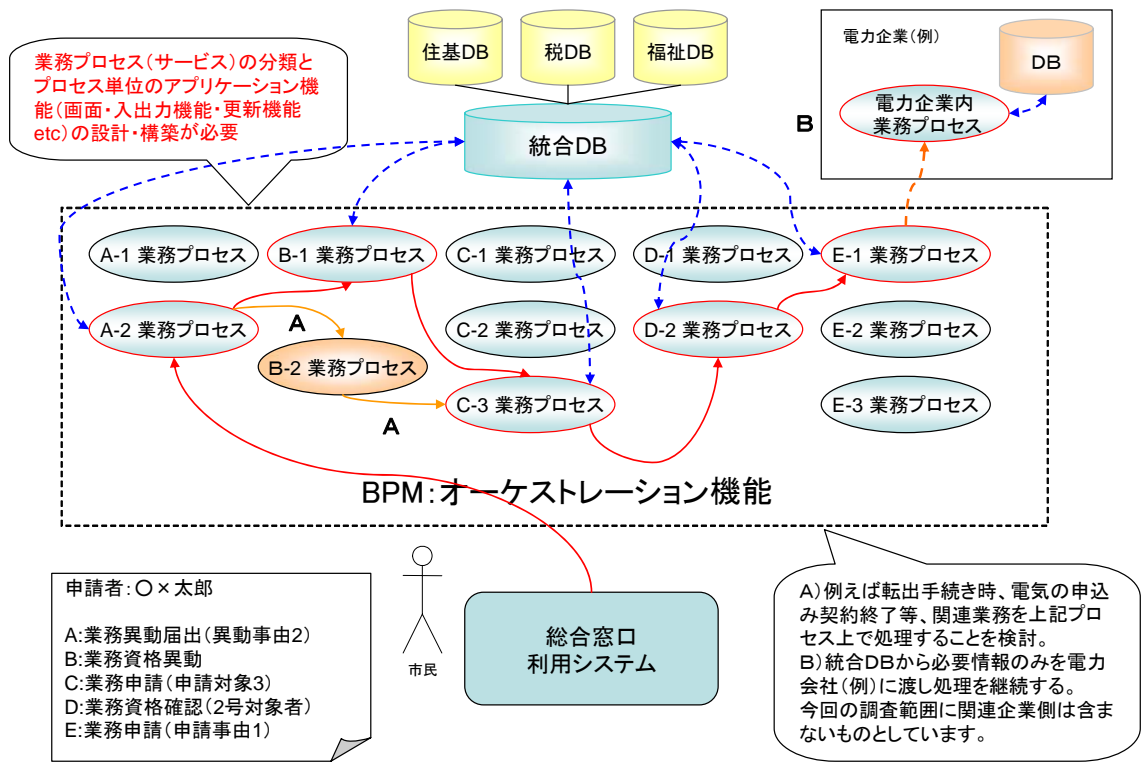 住基DB
税DB
福祉DB
統合DB
業務プロセス（サービス）の分類と
プロセス単位のアプリケーション機
能（画面・入出力機能・更新機能
etc）の設計・構築が必要
電力企業（例）
ＤＢ
電力企業内
業務プロセス
B
A-1 業務プロセス
B-1 業務プロセス
C-1 業務プロセス
D-1 業務プロセス
E-1 業務プロセス
A-2 業務プロセス
A
C-2 業務プロセス
D-2 業務プロセス
E-2 業務プロセス
B-2 業務プロセス
A
C-3 業務プロセス
E-3 業務プロセス
BPM：オーケストレーション機能
申請者：〇×太郎
A:業務異動届出（異動事由2）
B:業務資格異動
C:業務申請（申請対象3）
D:業務資格確認（2号対象者）
E:業務申請（申請事由1）
市民
総合窓口
利用システム
A）例えば転出手続き時、電気の申込
み契約終了等、関連業務を上記プロ
セス上で処理することを検討。
B）統合ＤＢから必要情報のみを電力
会社（例）に渡し処理を継続する。
今回の調査範囲に関連企業側は含ま
ないものとしています。